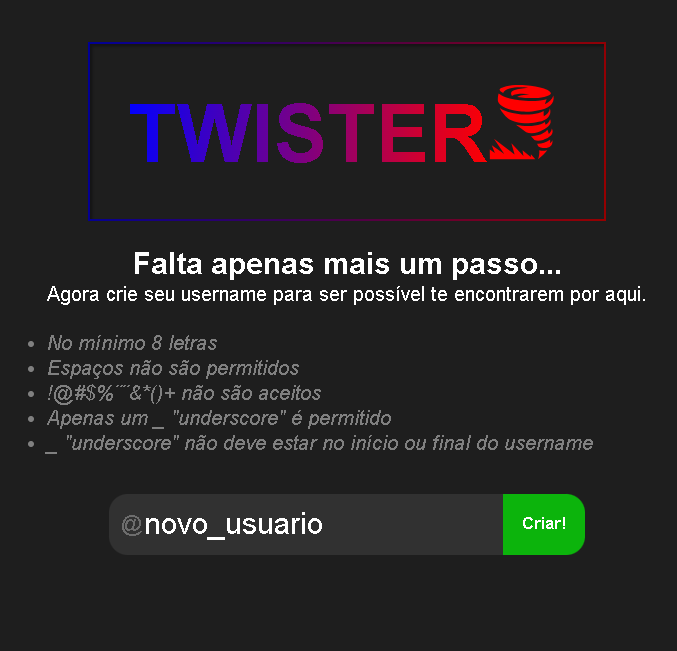 TWISTER
Falta apenas mais um passo...
Agora crie seu username para ser possível te encontrarem por aqui.
• No mínimo 8 letras
• Espaços não são permitidos
• !@#$%¨¨&*()+ não são aceitos
• Apenas um _ "underscore" é permitido
• _ "underscore" não deve estar no início ou final do username
@novo_usuario
Criar!